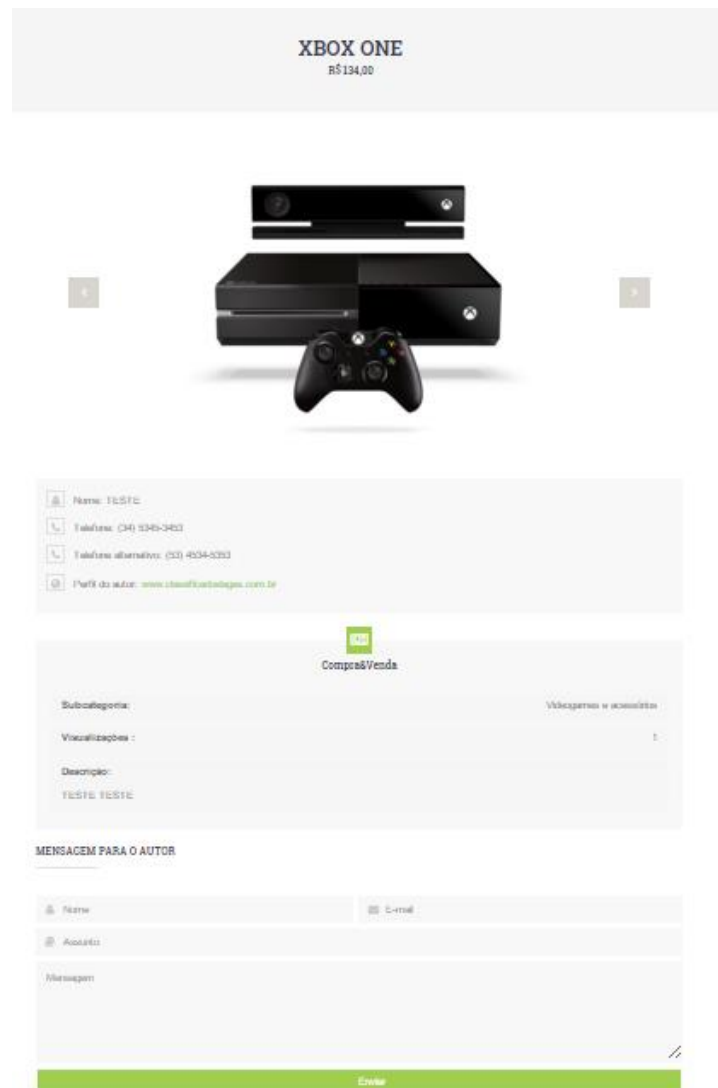 XBOX ONE
R$ 134,00
Nome: TESTE
Telefone: (34) 5345-3453
Telefone alternativo: (53) 4534-5353
Perfil do autor:
Compra&Venda
Subcategoria: Videogames e acessórios
Visualizações :
Descrição:
TESTE TESTE
MENSAGEM PARA O AUTOR
Nome E-mail
Assunto
Mensagem
Enviar